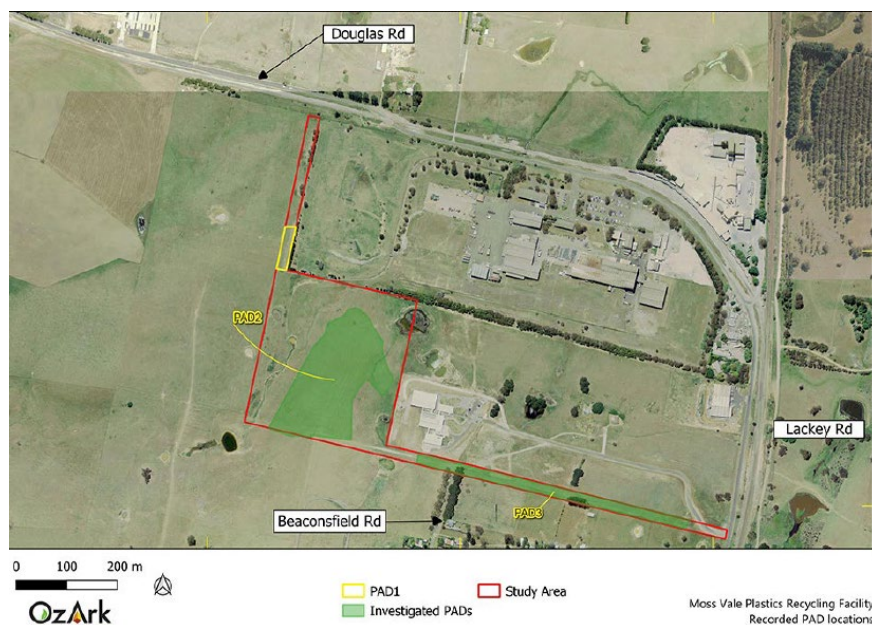 Douglas Rd
PAD2
Lackey Rd
Beaconsfield Rd
PAD3
0 100 200 m
OzArk
PAD1
Study Area
Investigated PADs
Moss Vale Plastics Recycling Facility
Recorded PAD locations